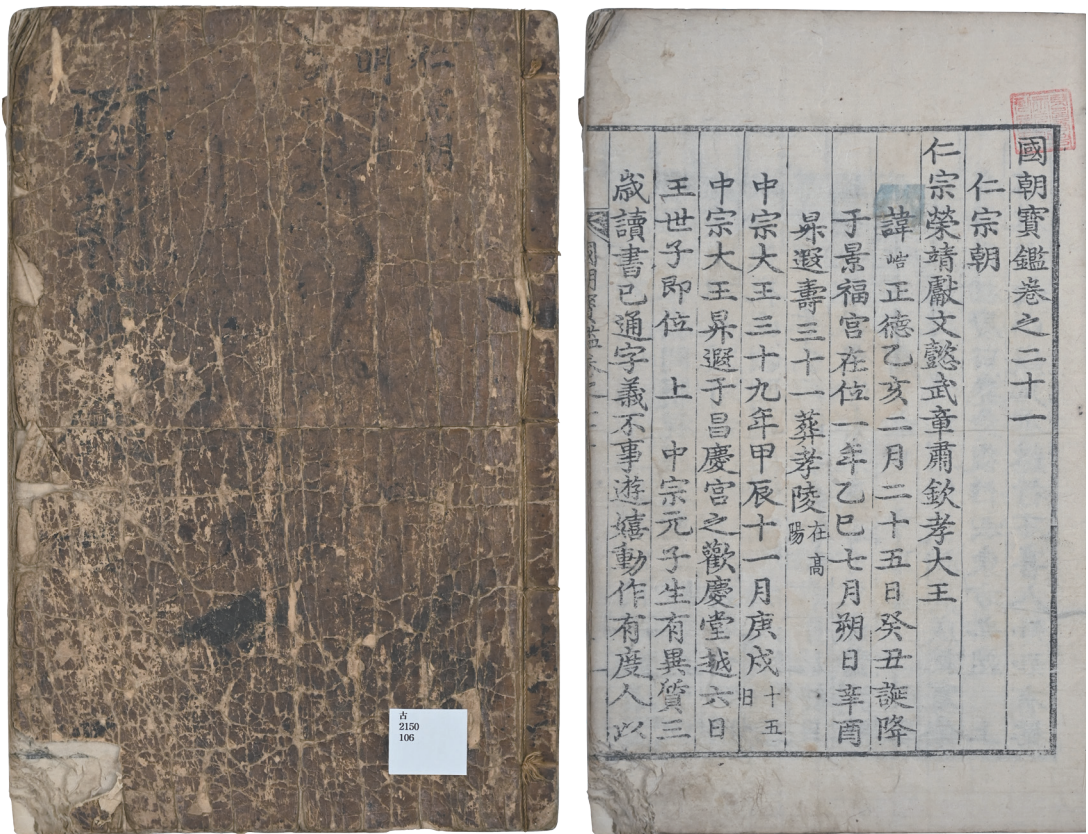 仁
明
古
2150
106
國朝寶鑑卷之二十一
仁宗朝
仁宗榮靖獻文懿武章肅欽孝大王
諱峼正德乙亥二月二十五日癸丑誕降
于景福宮在位一年乙巳七月朔日辛酉
昇遐壽三十一葬孝陵在高陽
中宗大王三十九年甲辰十一月庚戌十五日
中宗大王昇遐于昌慶宮之歡慶堂越六日
王世子即位 上 中宗元子生有異質三
歲讀書已通字義不事遊嬉動作有度人以